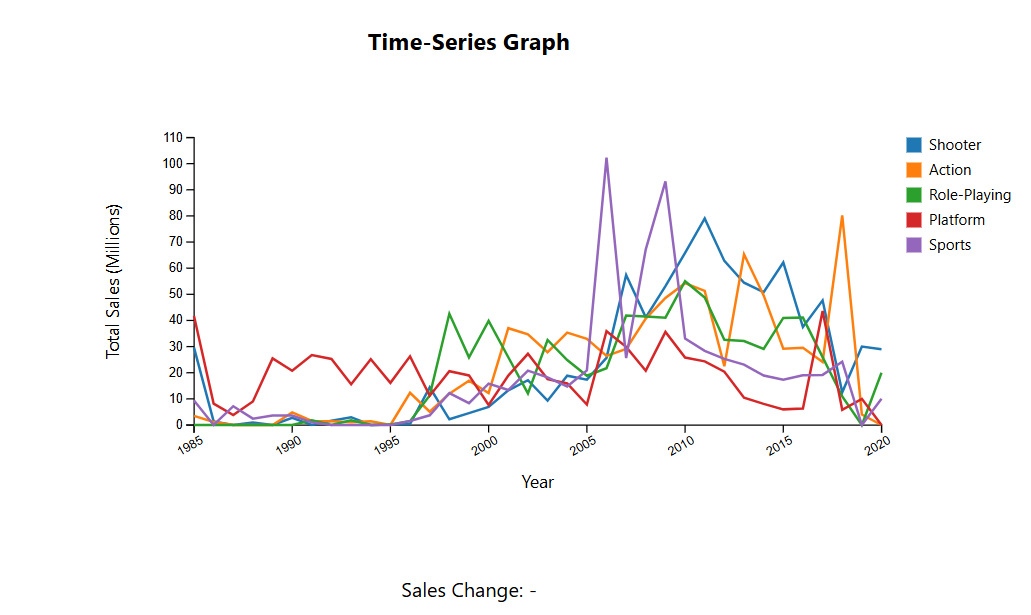 Time-Series Graph
110
100
90
80
70
60
50
40
30
20
10
0
Total Sales (Millions)
1985
1990
1995
2000
2005
2010
2015
2020
Year
Shooter
Action
Role-Playing
Platform
Sports
Sales Change: -